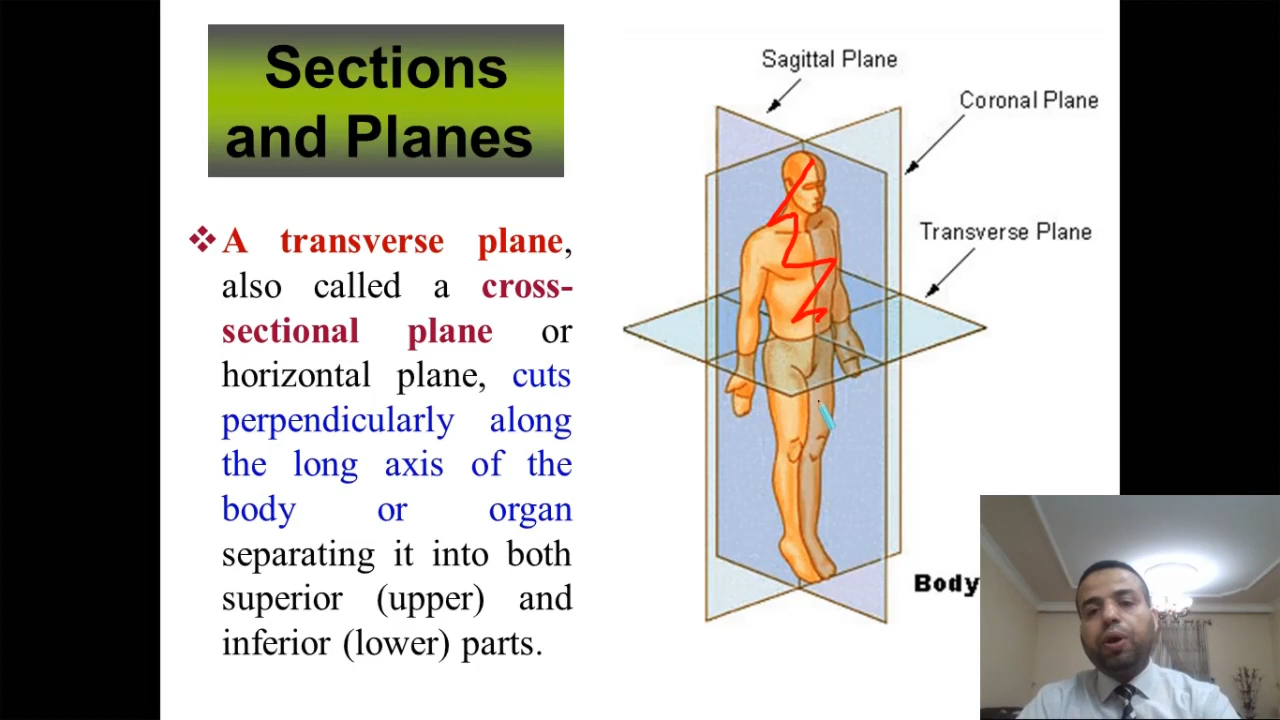 Sections
and Planes
A transverse plane,
also called a cross-
sectional plane or
horizontal plane, cuts
perpendicularly along
the long axis of the
body or organ
separating it into both
superior (upper) and
inferior (lower) parts.
Sagittal Plane
Coronal Plane
Transverse Plane
Body